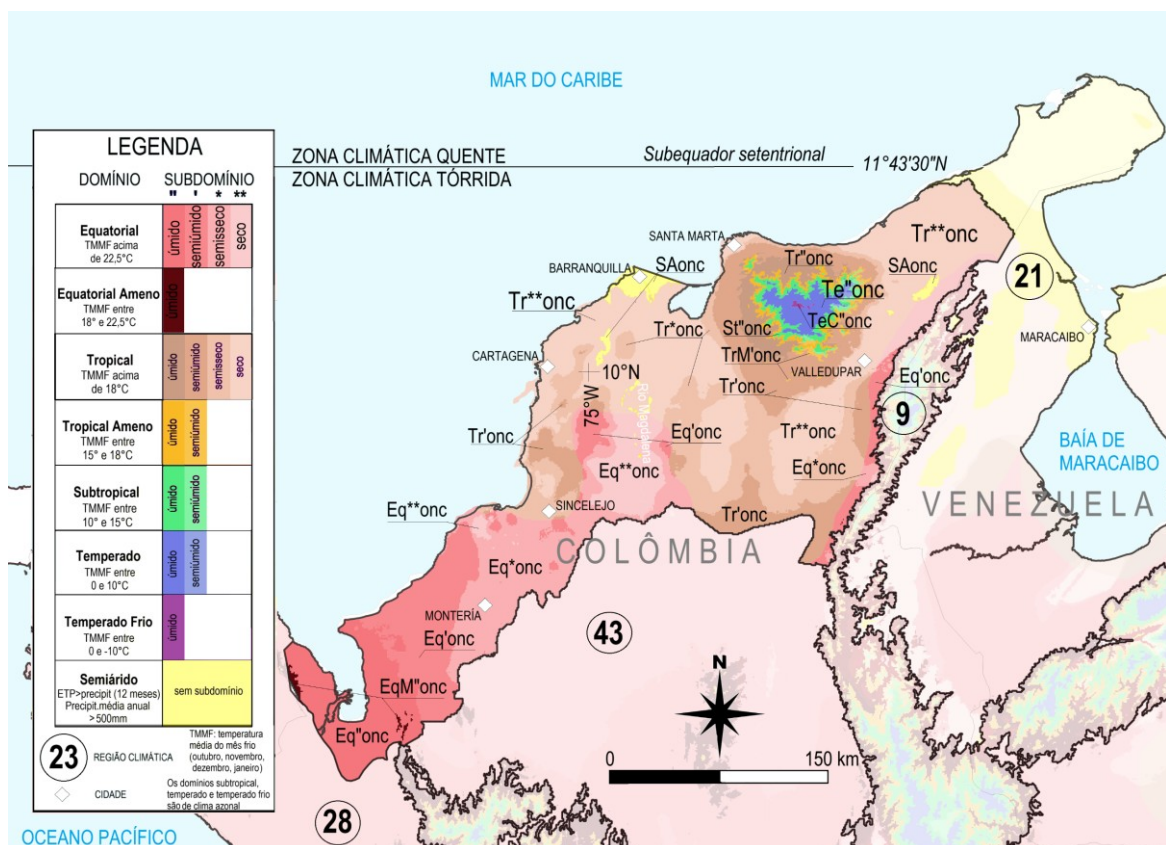 MAR DO CARIBE
LEGENDA
DOMÍNIO SUBDOMÍNIO
" ' * **
Equatorial
TMMF acima
de 22,5°C
úmido
semiúmido
semisseco
seco
Equatorial Ameno
TMMF entre
18° e 22,5°C
úmido
Tropical
TMMF acima
de 18°C
úmido
semiúmido
semisseco
seco
Tropical Ameno
TMMF entre
15° e 18°C
úmido
semiúmido
Subtropical
TMMF entre
10° e 15°C
úmido
semiúmido
Temperado
TMMF entre
0 e 10°C
úmido
semiúmido
Temperado Frio
TMMF entre
0 e -10°C
úmido
Semiárido
ETP>precipit (12 meses)
Precipit.média anual
>500mm
sem subdomínio
23 REGIÃO CLIMÁTICA
TMMF: temperatura
média do mês frio
(outubro, novembro,
dezembro, janeiro)
CIDADE
Os domínios subtropical,
temperado e temperado frio
são de clima azonal
ZONA CLIMÁTICA QUENTE
Subequador setentrional 11°43'30"N
ZONA CLIMÁTICA TÓRRIDA
SANTA MARTA
Tr**onc
BARRANQUILLA
SAonc
Tr"onc
SAonc
21
Tr**onc
Te"onc
TeC"onc
Tr*onc
St"onc
MARACAIBO
CARTAGENA
TrM'onc
10°N
75°W
Rio Magdalena
VALLEDUPAR
Eq'onc
Tr'onc
9
Tr'onc
Eq'onc
Tr**onc
BAÍA DE
MARACAIBO
Eq**onc
Eq*onc
VENEZUELA
SINCELEJO
Eq**onc
Tr'onc
COLÔMBIA
Eq*onc
MONTERÍA
43
Eq'onc
N
EqM"onc
Eq"onc
0 150 km
28
OCEANO PACÍFICO